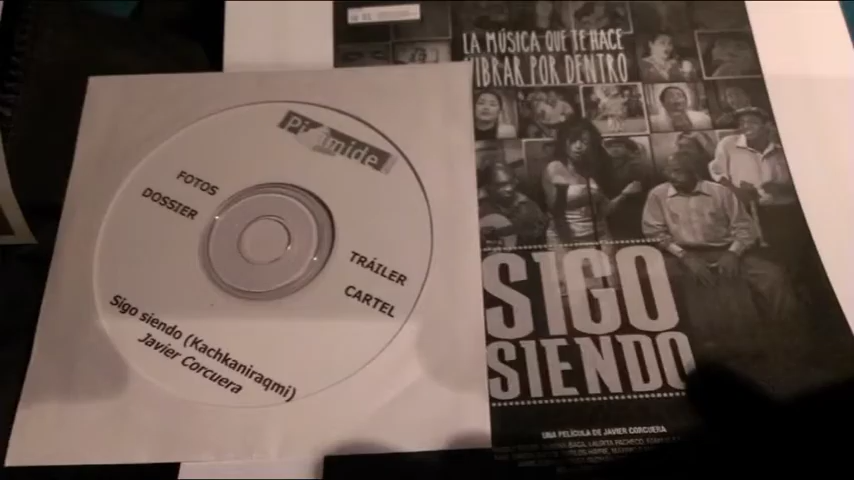 Pirámide
FOTOS
DOSSIER
TRÁILER
CARTEL
Sigo siendo (Kachkaniraqmi)
Javier Corcuera
LA MÚSICA QUE TE HACE
VIBRAR POR DENTRO
SIGO
SIENDO
UNA PELÍCULA DE JAVIER CORCUERA